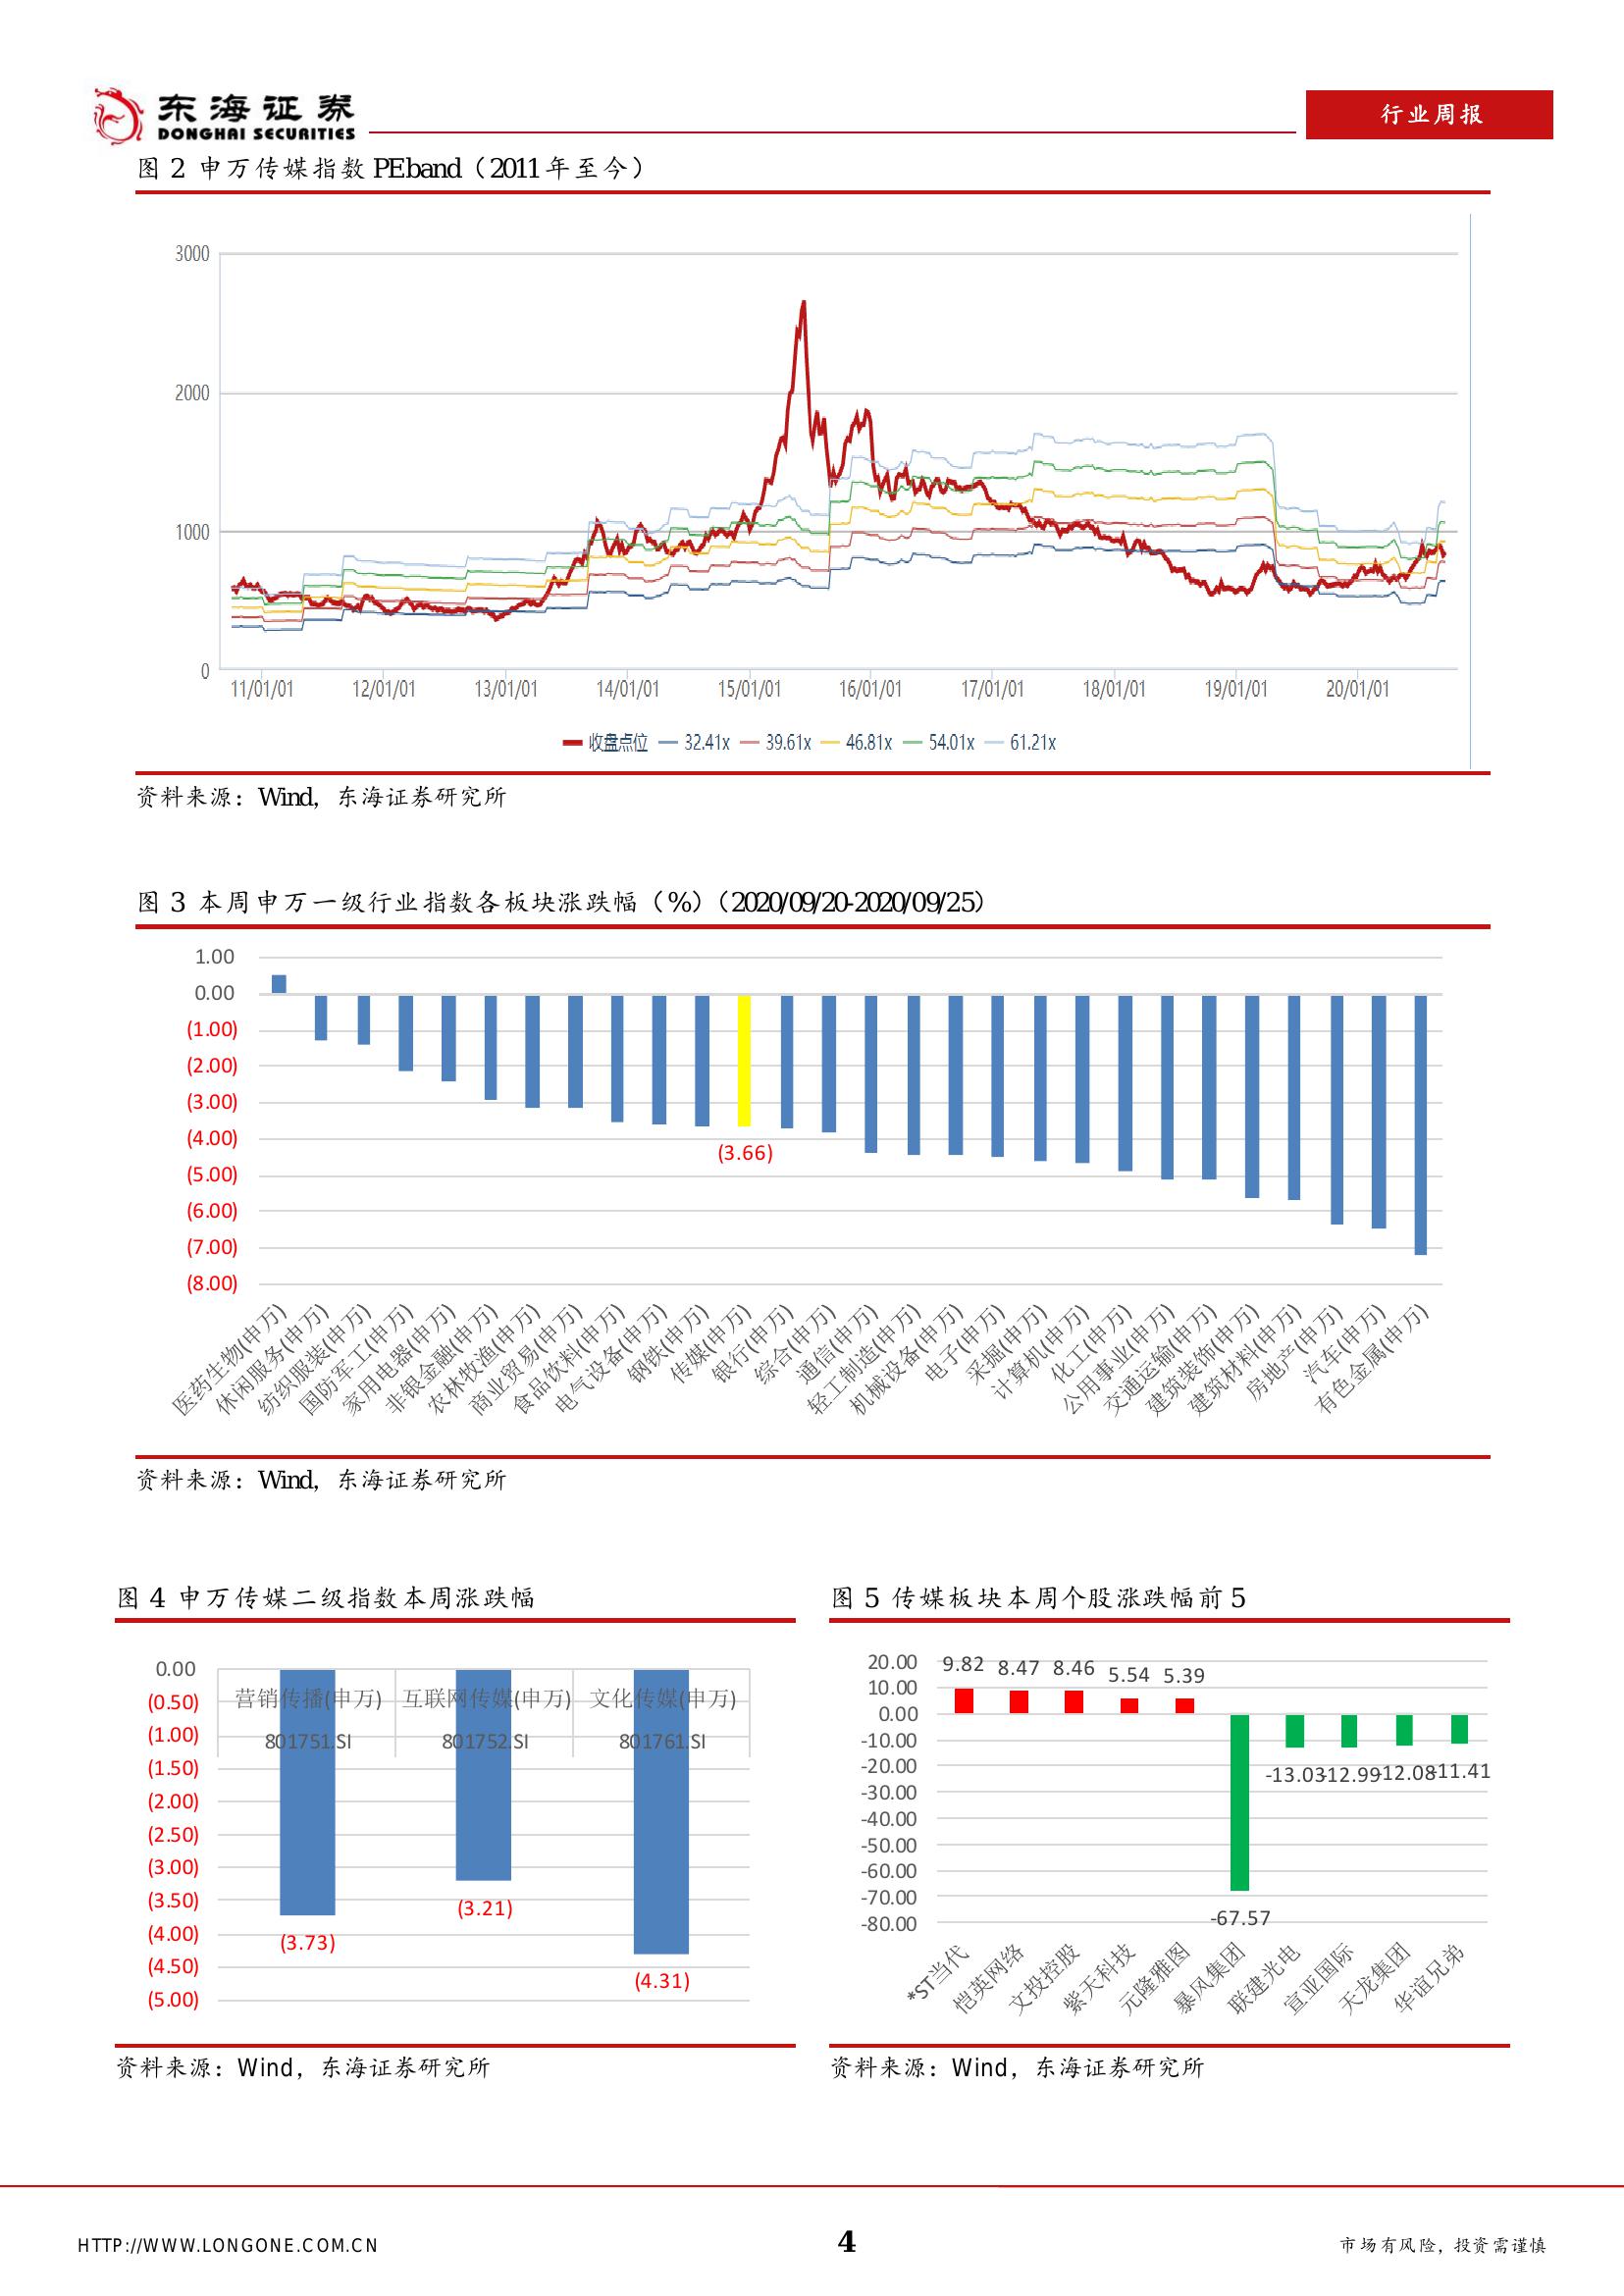 东海证券
DONGHAI SECURITIES
行业周报
图 2 申万传媒指数 PEband（2011 年至今）
3000
2000
1000
0
11/01/01 12/01/01 13/01/01 14/01/01 15/01/01 16/01/01 17/01/01 18/01/01 19/01/01 20/01/01
收盘点位 32.41x 39.61x 46.81x 54.01x 61.21x
资料来源：Wind，东海证券研究所
图 3 本周申万一级行业指数各板块涨跌幅（%）（2020/09/20-2020/09/25）
1.00
0.00
(1.00)
(2.00)
(3.00)
(4.00)
(5.00)
(6.00)
(7.00)
(8.00)
(3.66)
医药生物(申万)
休闲服务(申万)
纺织服装(申万)
国防军工(申万)
家用电器(申万)
非银金融(申万)
农林牧渔(申万)
商业贸易(申万)
食品饮料(申万)
电气设备(申万)
钢铁(申万)
传媒(申万)
银行(申万)
综合(申万)
通信(申万)
轻工制造(申万)
机械设备(申万)
电子(申万)
采掘(申万)
计算机(申万)
化工(申万)
公用事业(申万)
交通运输(申万)
建筑装饰(申万)
建筑材料(申万)
房地产(申万)
汽车(申万)
有色金属(申万)
资料来源：Wind，东海证券研究所
图 4 申万传媒二级指数本周涨跌幅
0.00
(0.50)
(1.00)
(1.50)
(2.00)
(2.50)
(3.00)
(3.50)
(4.00)
(4.50)
(5.00)
营销传播(申万) 互联网传媒(申万) 文化传媒(申万)
801751.SI 801752.SI 801761.SI
(3.73)
(3.21)
(4.31)
资料来源：Wind，东海证券研究所
图 5 传媒板块本周个股涨跌幅前 5
20.00
10.00
0.00
-10.00
-20.00
-30.00
-40.00
-50.00
-60.00
-70.00
-80.00
9.82 8.47 8.46 5.54 5.39
-67.57
-13.03 -12.99 -12.08 -11.41
*ST当代
恺英网络
文投控股
紫天科技
元隆雅图
暴风集团
联建光电
宣亚国际
天龙集团
华谊兄弟
资料来源：Wind，东海证券研究所
HTTP://WWW.LONGONE.COM.CN
4
市场有风险，投资需谨慎